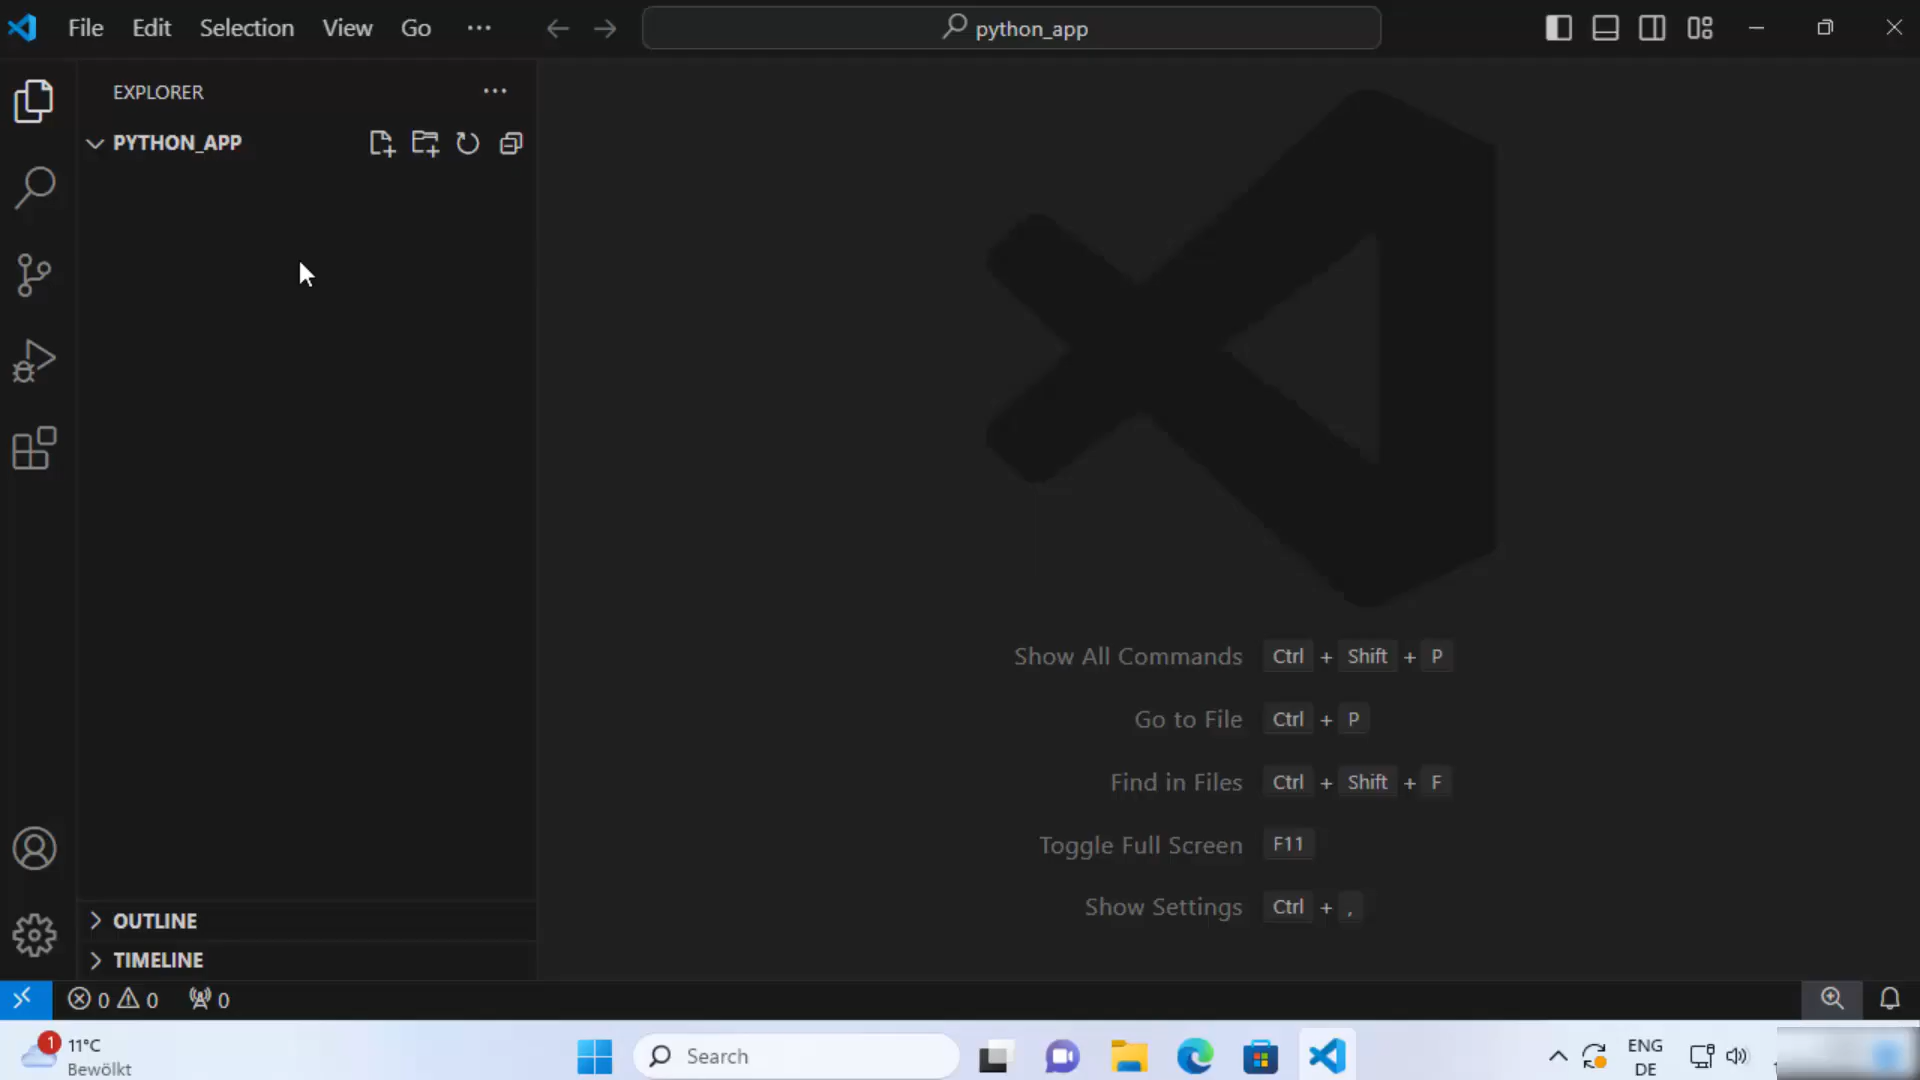 File Edit Selection View Go ···
python_app
EXPLORER ···
PYTHON_APP
Show All Commands Ctrl + Shift + P
Go to File Ctrl + P
Find in Files Ctrl + Shift + F
Toggle Full Screen F11
Show Settings Ctrl + ,
OUTLINE
TIMELINE
0 0 0
1 11°C
Bewölkt
Search
ENG
DE